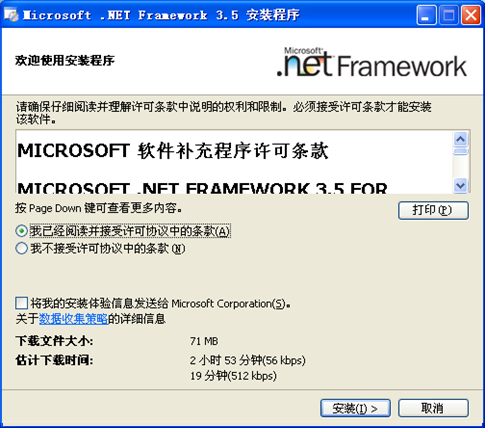 Microsoft .NET Framework 3.5 安装程序
欢迎使用安装程序
Microsoft
.net Framework
请确保仔细阅读并理解许可条款中说明的权利和限制。必须接受许可条款才能安装
该软件。
MICROSOFT 软件补充程序许可条款
MICROSOFT .NET FRAMEWORK 3.5 FOR
按 Page Down 键可查看更多内容。
打印(P)
我已经阅读并接受许可协议中的条款(A)
我不接受许可协议中的条款(N)
将我的安装体验信息发送给 Microsoft Corporation(S)。
关于数据收集策略的详细信息
下载文件大小: 71 MB
估计下载时间: 2 小时 53 分钟(56 kbps)
19 分钟(512 kbps)
安装(I) >
取消